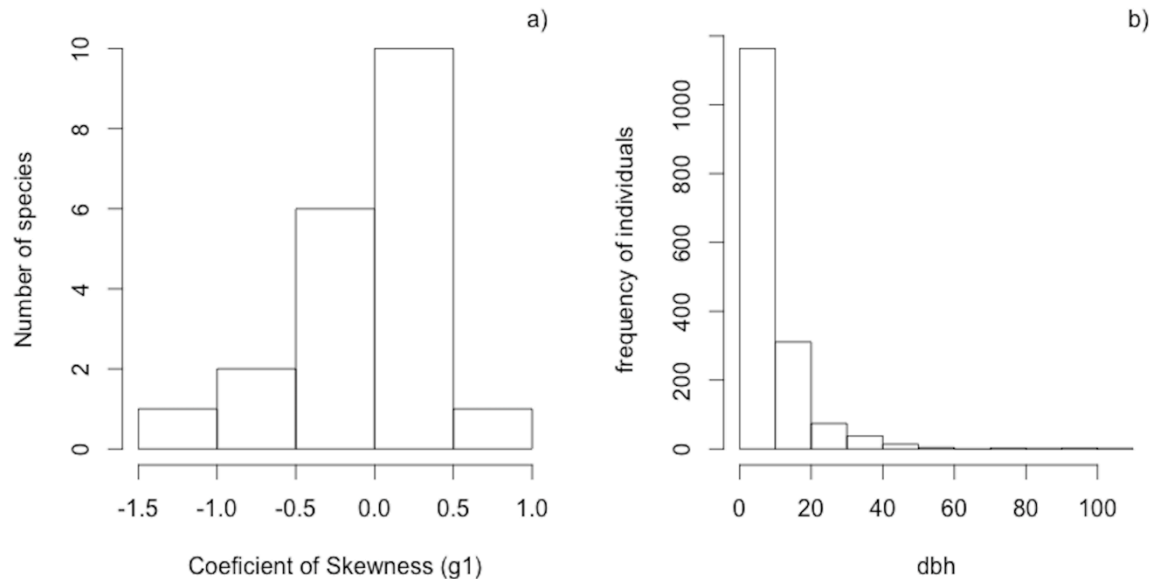 a)
Number of species
10
8
6
4
2
0
-1.5 -1.0 -0.5 0.0 0.5 1.0
Coeficient of Skewness (g1)
b)
frequency of individuals
1000
800
600
400
200
0
0 20 40 60 80 100
dbh